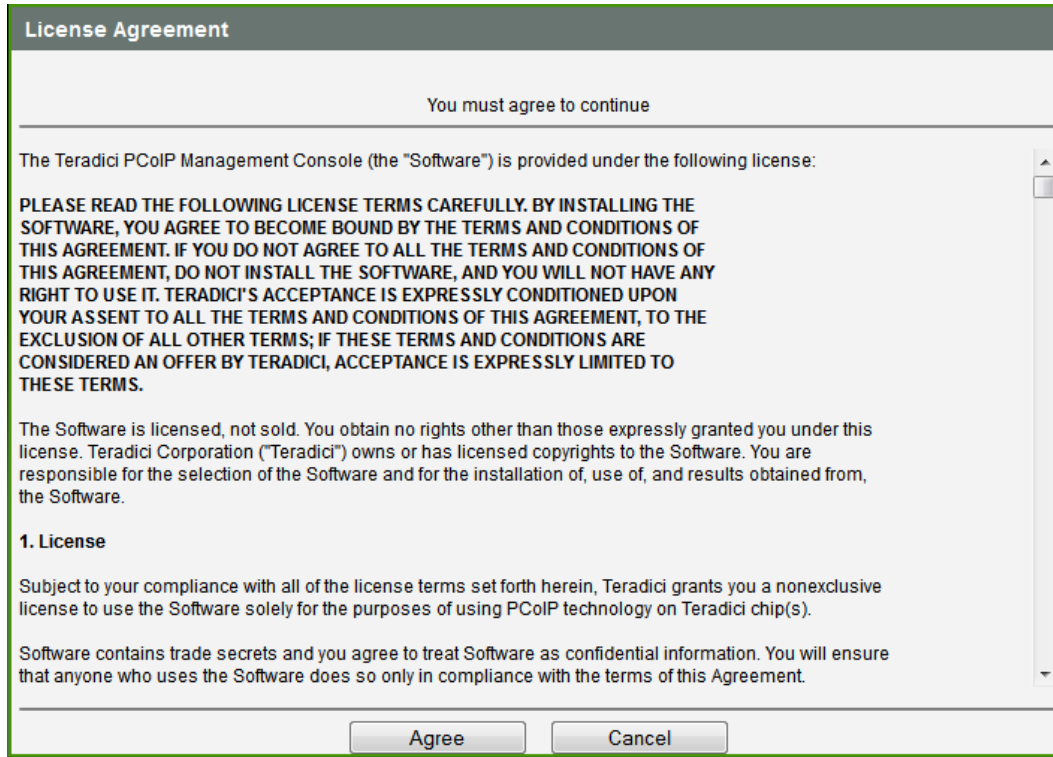 License Agreement
You must agree to continue
The Teradici PCoIP Management Console (the "Software") is provided under the following license:
PLEASE READ THE FOLLOWING LICENSE TERMS CAREFULLY. BY INSTALLING THE
SOFTWARE, YOU AGREE TO BECOME BOUND BY THE TERMS AND CONDITIONS OF
THIS AGREEMENT. IF YOU DO NOT AGREE TO ALL THE TERMS AND CONDITIONS OF
THIS AGREEMENT, DO NOT INSTALL THE SOFTWARE, AND YOU WILL NOT HAVE ANY
RIGHT TO USE IT. TERADICI'S ACCEPTANCE IS EXPRESSLY CONDITIONED UPON
YOUR ASSENT TO ALL THE TERMS AND CONDITIONS OF THIS AGREEMENT, TO THE
EXCLUSION OF ALL OTHER TERMS; IF THESE TERMS AND CONDITIONS ARE
CONSIDERED AN OFFER BY TERADICI, ACCEPTANCE IS EXPRESSLY LIMITED TO
THESE TERMS.
The Software is licensed, not sold. You obtain no rights other than those expressly granted you under this
license. Teradici Corporation ("Teradici") owns or has licensed copyrights to the Software. You are
responsible for the selection of the Software and for the installation of, use of, and results obtained from,
the Software.
1. License
Subject to your compliance with all of the license terms set forth herein, Teradici grants you a nonexclusive
license to use the Software solely for the purposes of using PCoIP technology on Teradici chip(s).
Software contains trade secrets and you agree to treat Software as confidential information. You will ensure
that anyone who uses the Software does so only in compliance with the terms of this Agreement.
Agree
Cancel